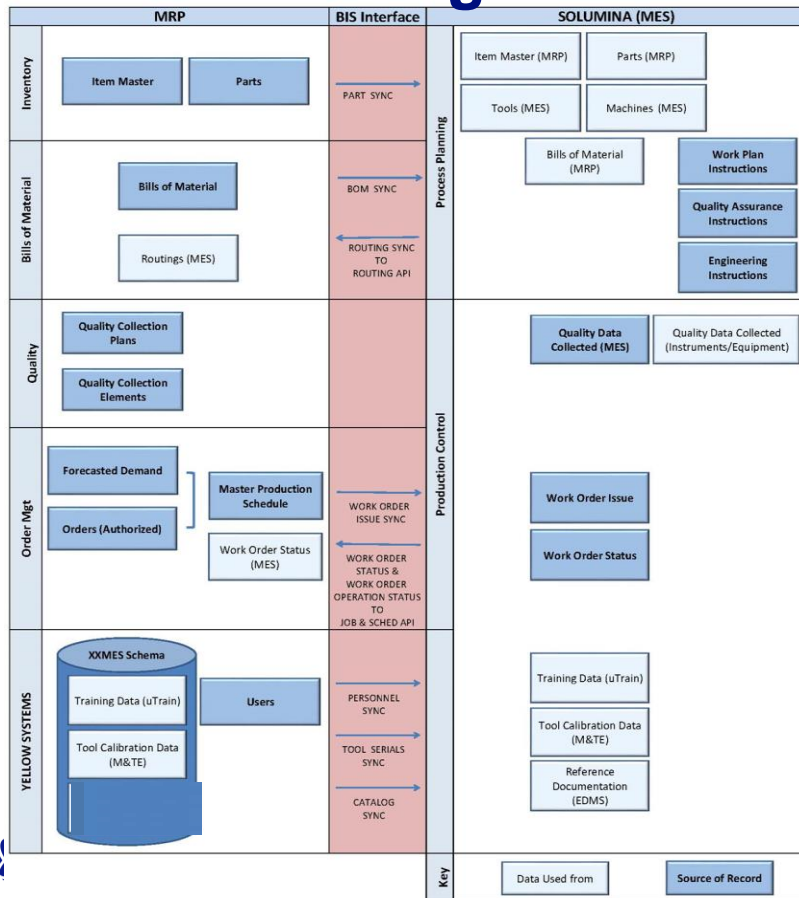 MRP
BIS Interface
SOLUMINA (MES)
Inventory
Item Master
Parts
PART SYNC
Process Planning
Item Master (MRP)
Parts (MRP)
Tools (MES)
Machines (MES)
Bills of Material
(MRP)
Work Plan
Instructions
Quality Assurance
Instructions
Engineering
Instructions
Bills of Material
Bills of Material
Routings (MES)
BOM SYNC
ROUTING SYNC
TO
ROUTING API
Quality
Quality Collection
Plans
Quality Collection
Elements
Production Control
Quality Data
Collected (MES)
Quality Data Collected
(Instruments/Equipment)
Order Mgt
Forecasted Demand
Orders (Authorized)
Master Production
Schedule
Work Order Status
(MES)
WORK ORDER
ISSUE SYNC
WORK ORDER
STATUS &
WORK ORDER
OPERATION STATUS
TO
JOB & SCHED API
Work Order Issue
Work Order Status
YELLOW SYSTEMS
XXMES Schema
Training Data (uTrain)
Tool Calibration Data
(M&TE)
Users
PERSONNEL
SYNC
TOOL SERIALS
SYNC
CATALOG
SYNC
Training Data (uTrain)
Tool Calibration Data
(M&TE)
Reference
Documentation
(EDMS)
Key
Data Used from
Source of Record